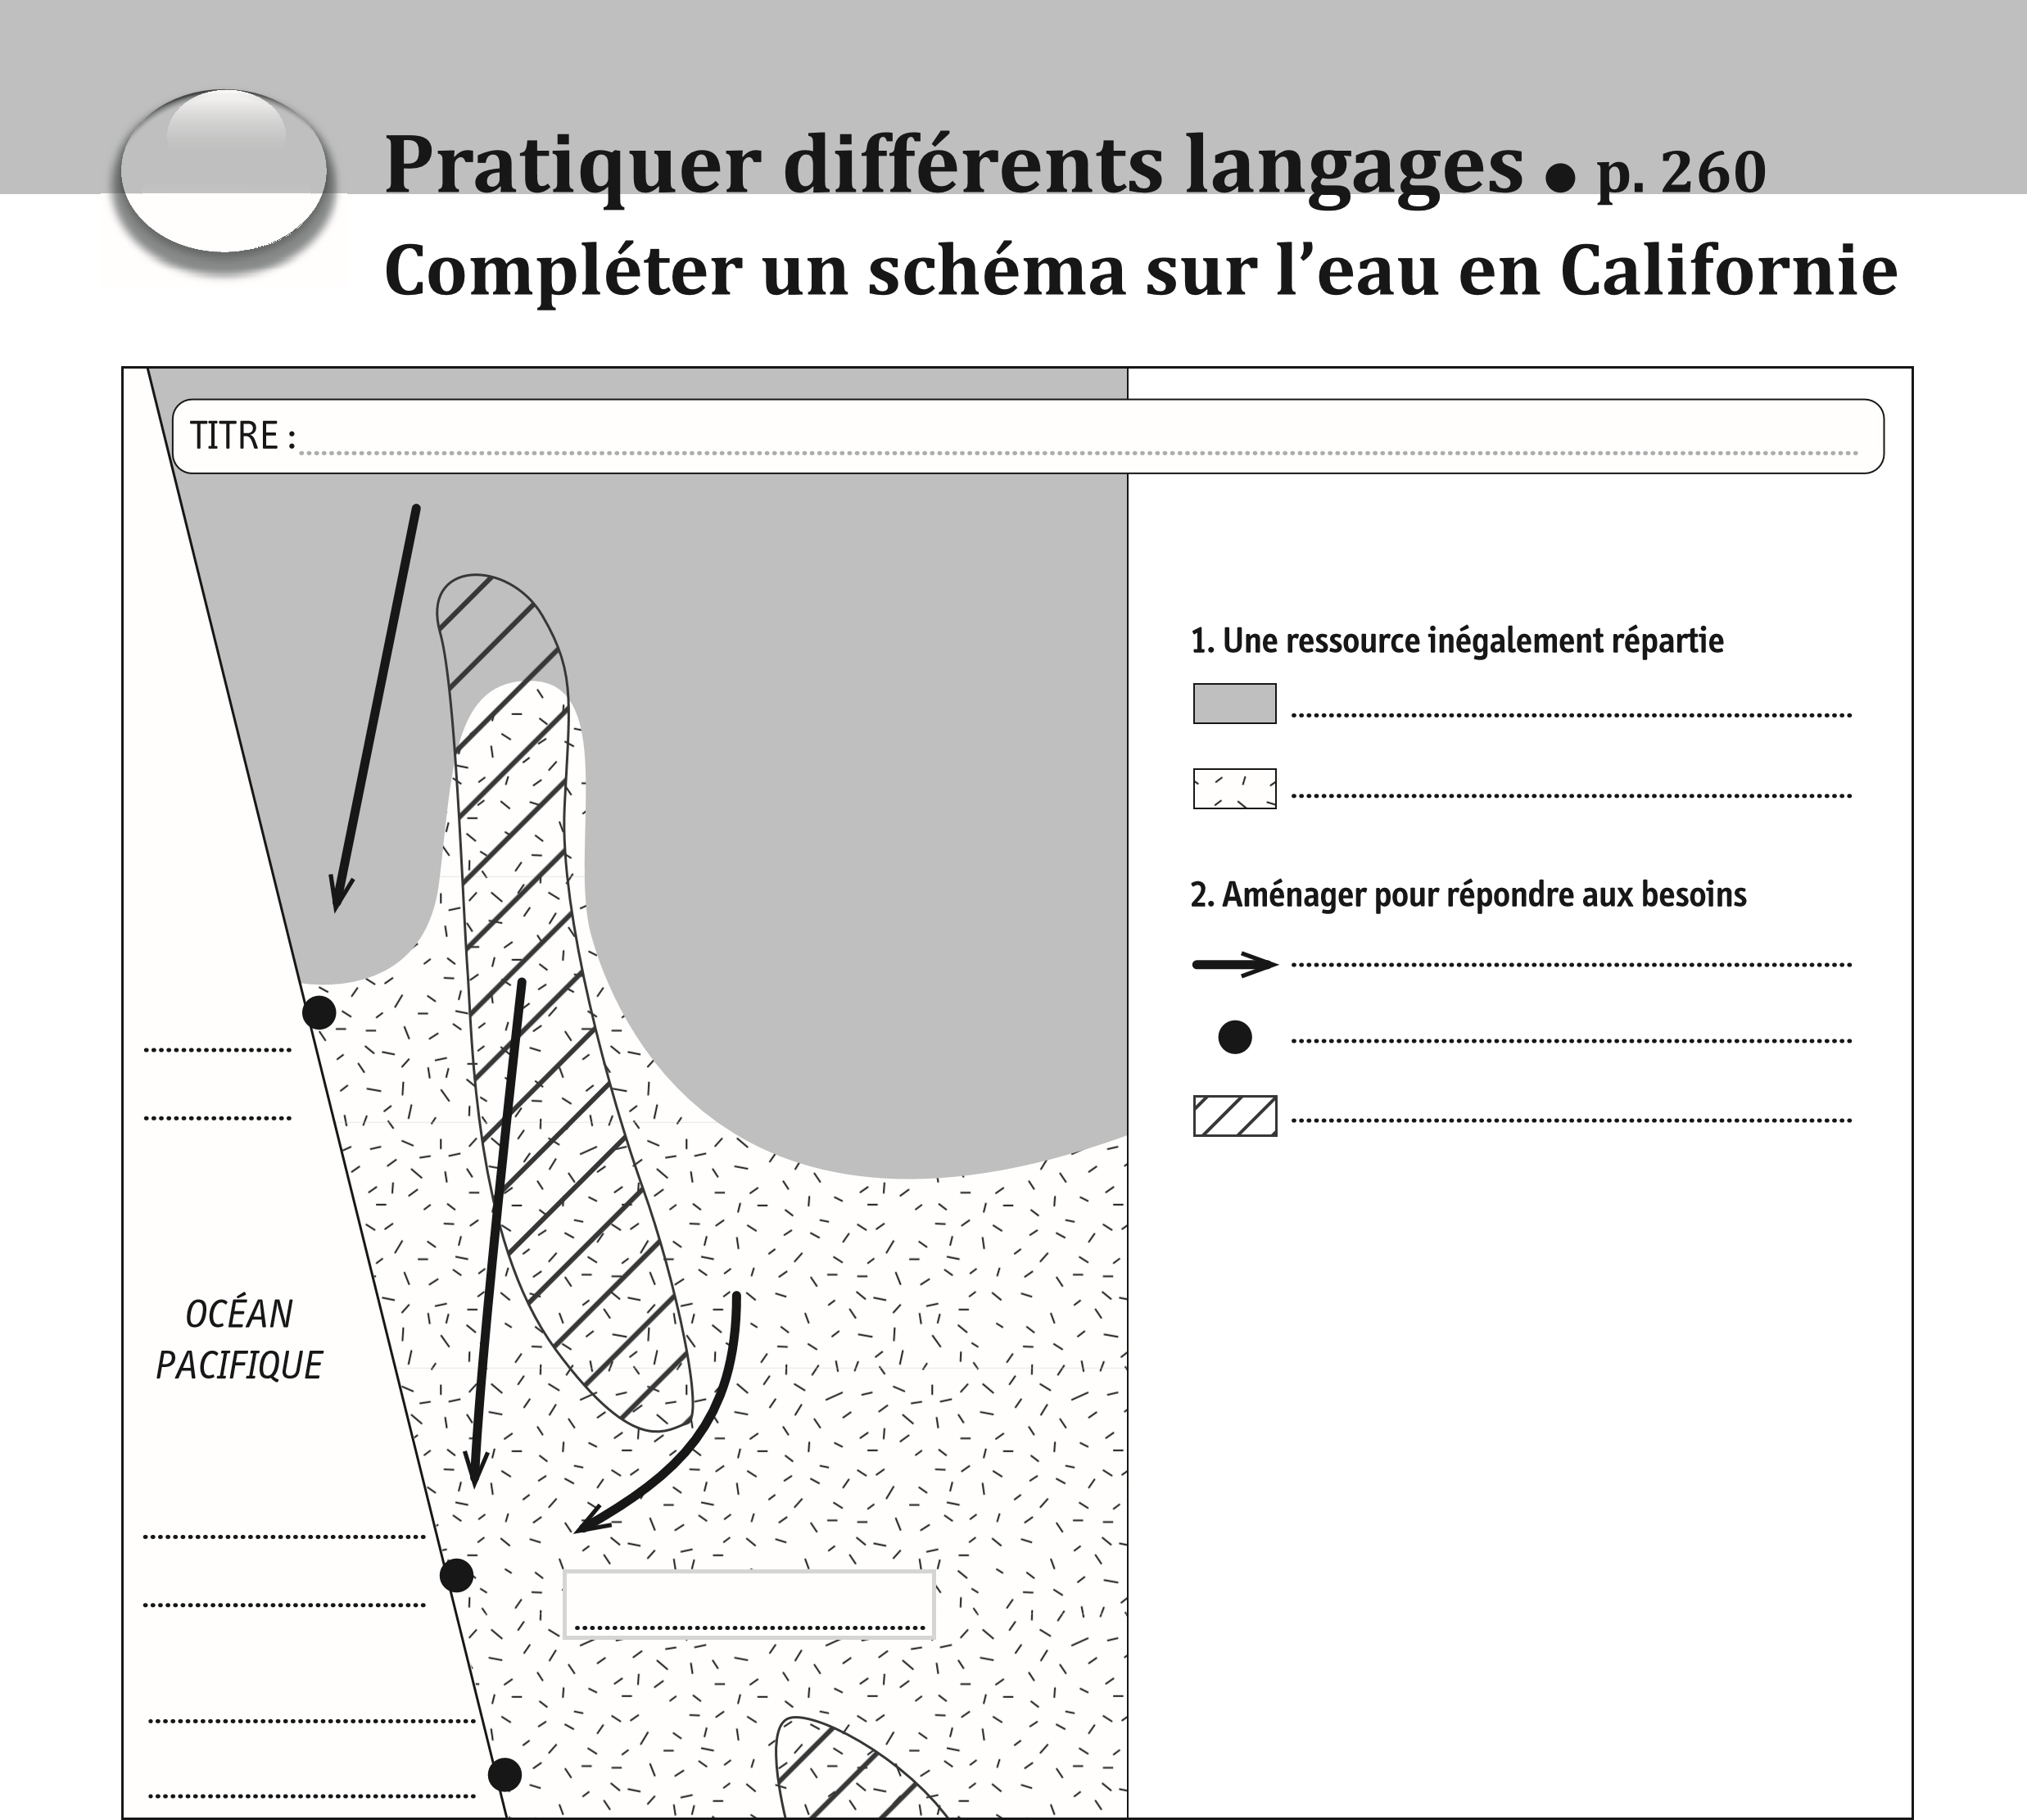 Pratiquer différents langages ● p. 260
Compléter un schéma sur l’eau en Californie
TITRE :
1. Une ressource inégalement répartie
2. Aménager pour répondre aux besoins
OCÉAN
PACIFIQUE